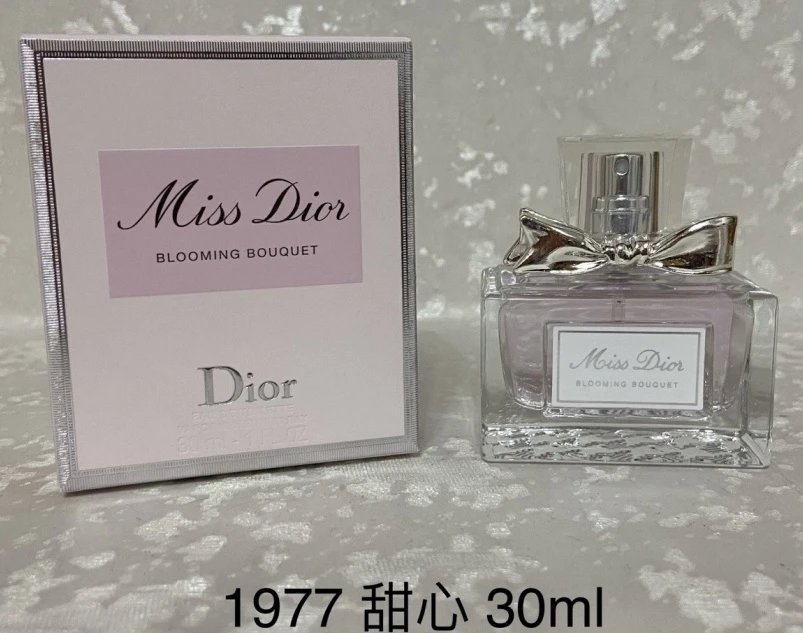 Miss Dior
BLOOMING BOUQUET
Dior
Miss Dior
BLOOMING BOUQUET
1977 甜心 30ml